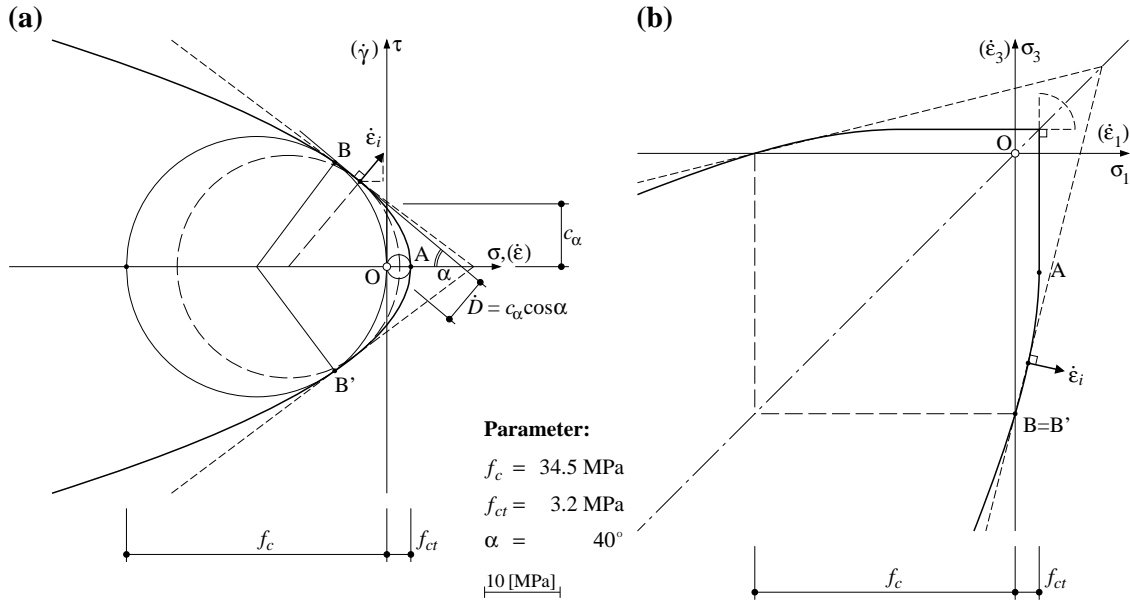 (a)
(γ̇) τ
B
ε̇i
cα
O
A
σ,(ε̇)
α
Ḋ = cα cosα
B’
fc
fct
Parameter:
fc = 34.5 MPa
fct = 3.2 MPa
α = 40°
10 [MPa]
(b)
(ε̇3) σ3
O
(ε̇1)
σ1
A
ε̇i
B=B’
fc
fct